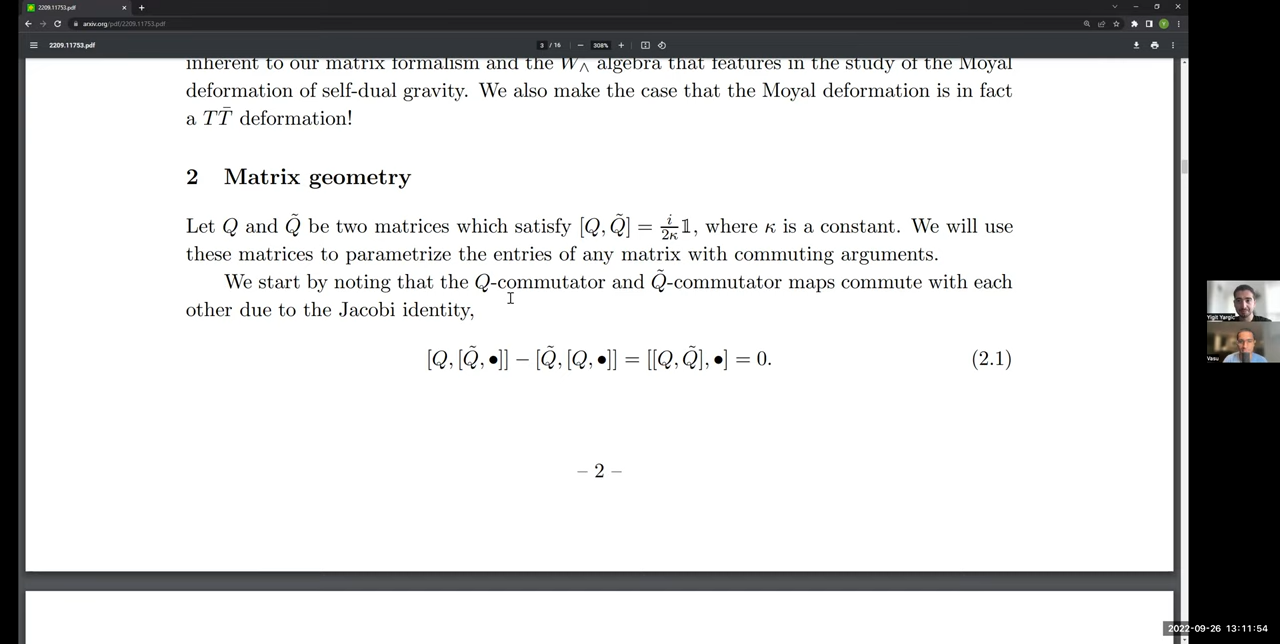 2209.11753.pdf
arxiv.org/pdf/2209.11753.pdf
2209.11753.pdf
3 / 16
308%
inherent to our matrix formalism and the W∧ algebra that features in the study of the Moyal
deformation of self-dual gravity. We also make the case that the Moyal deformation is in fact
a TT̄ deformation!
2 Matrix geometry
Let Q and Q̃ be two matrices which satisfy [Q, Q̃] = i/2κ 𝟙, where κ is a constant. We will use
these matrices to parametrize the entries of any matrix with commuting arguments.
We start by noting that the Q-commutator and Q̃-commutator maps commute with each
other due to the Jacobi identity,
[Q, [Q̃, •]] − [Q̃, [Q, •]] = [[Q, Q̃], •] = 0. (2.1)
– 2 –
Yigit Yargic
Vasu
2022-09-26 13:11:54